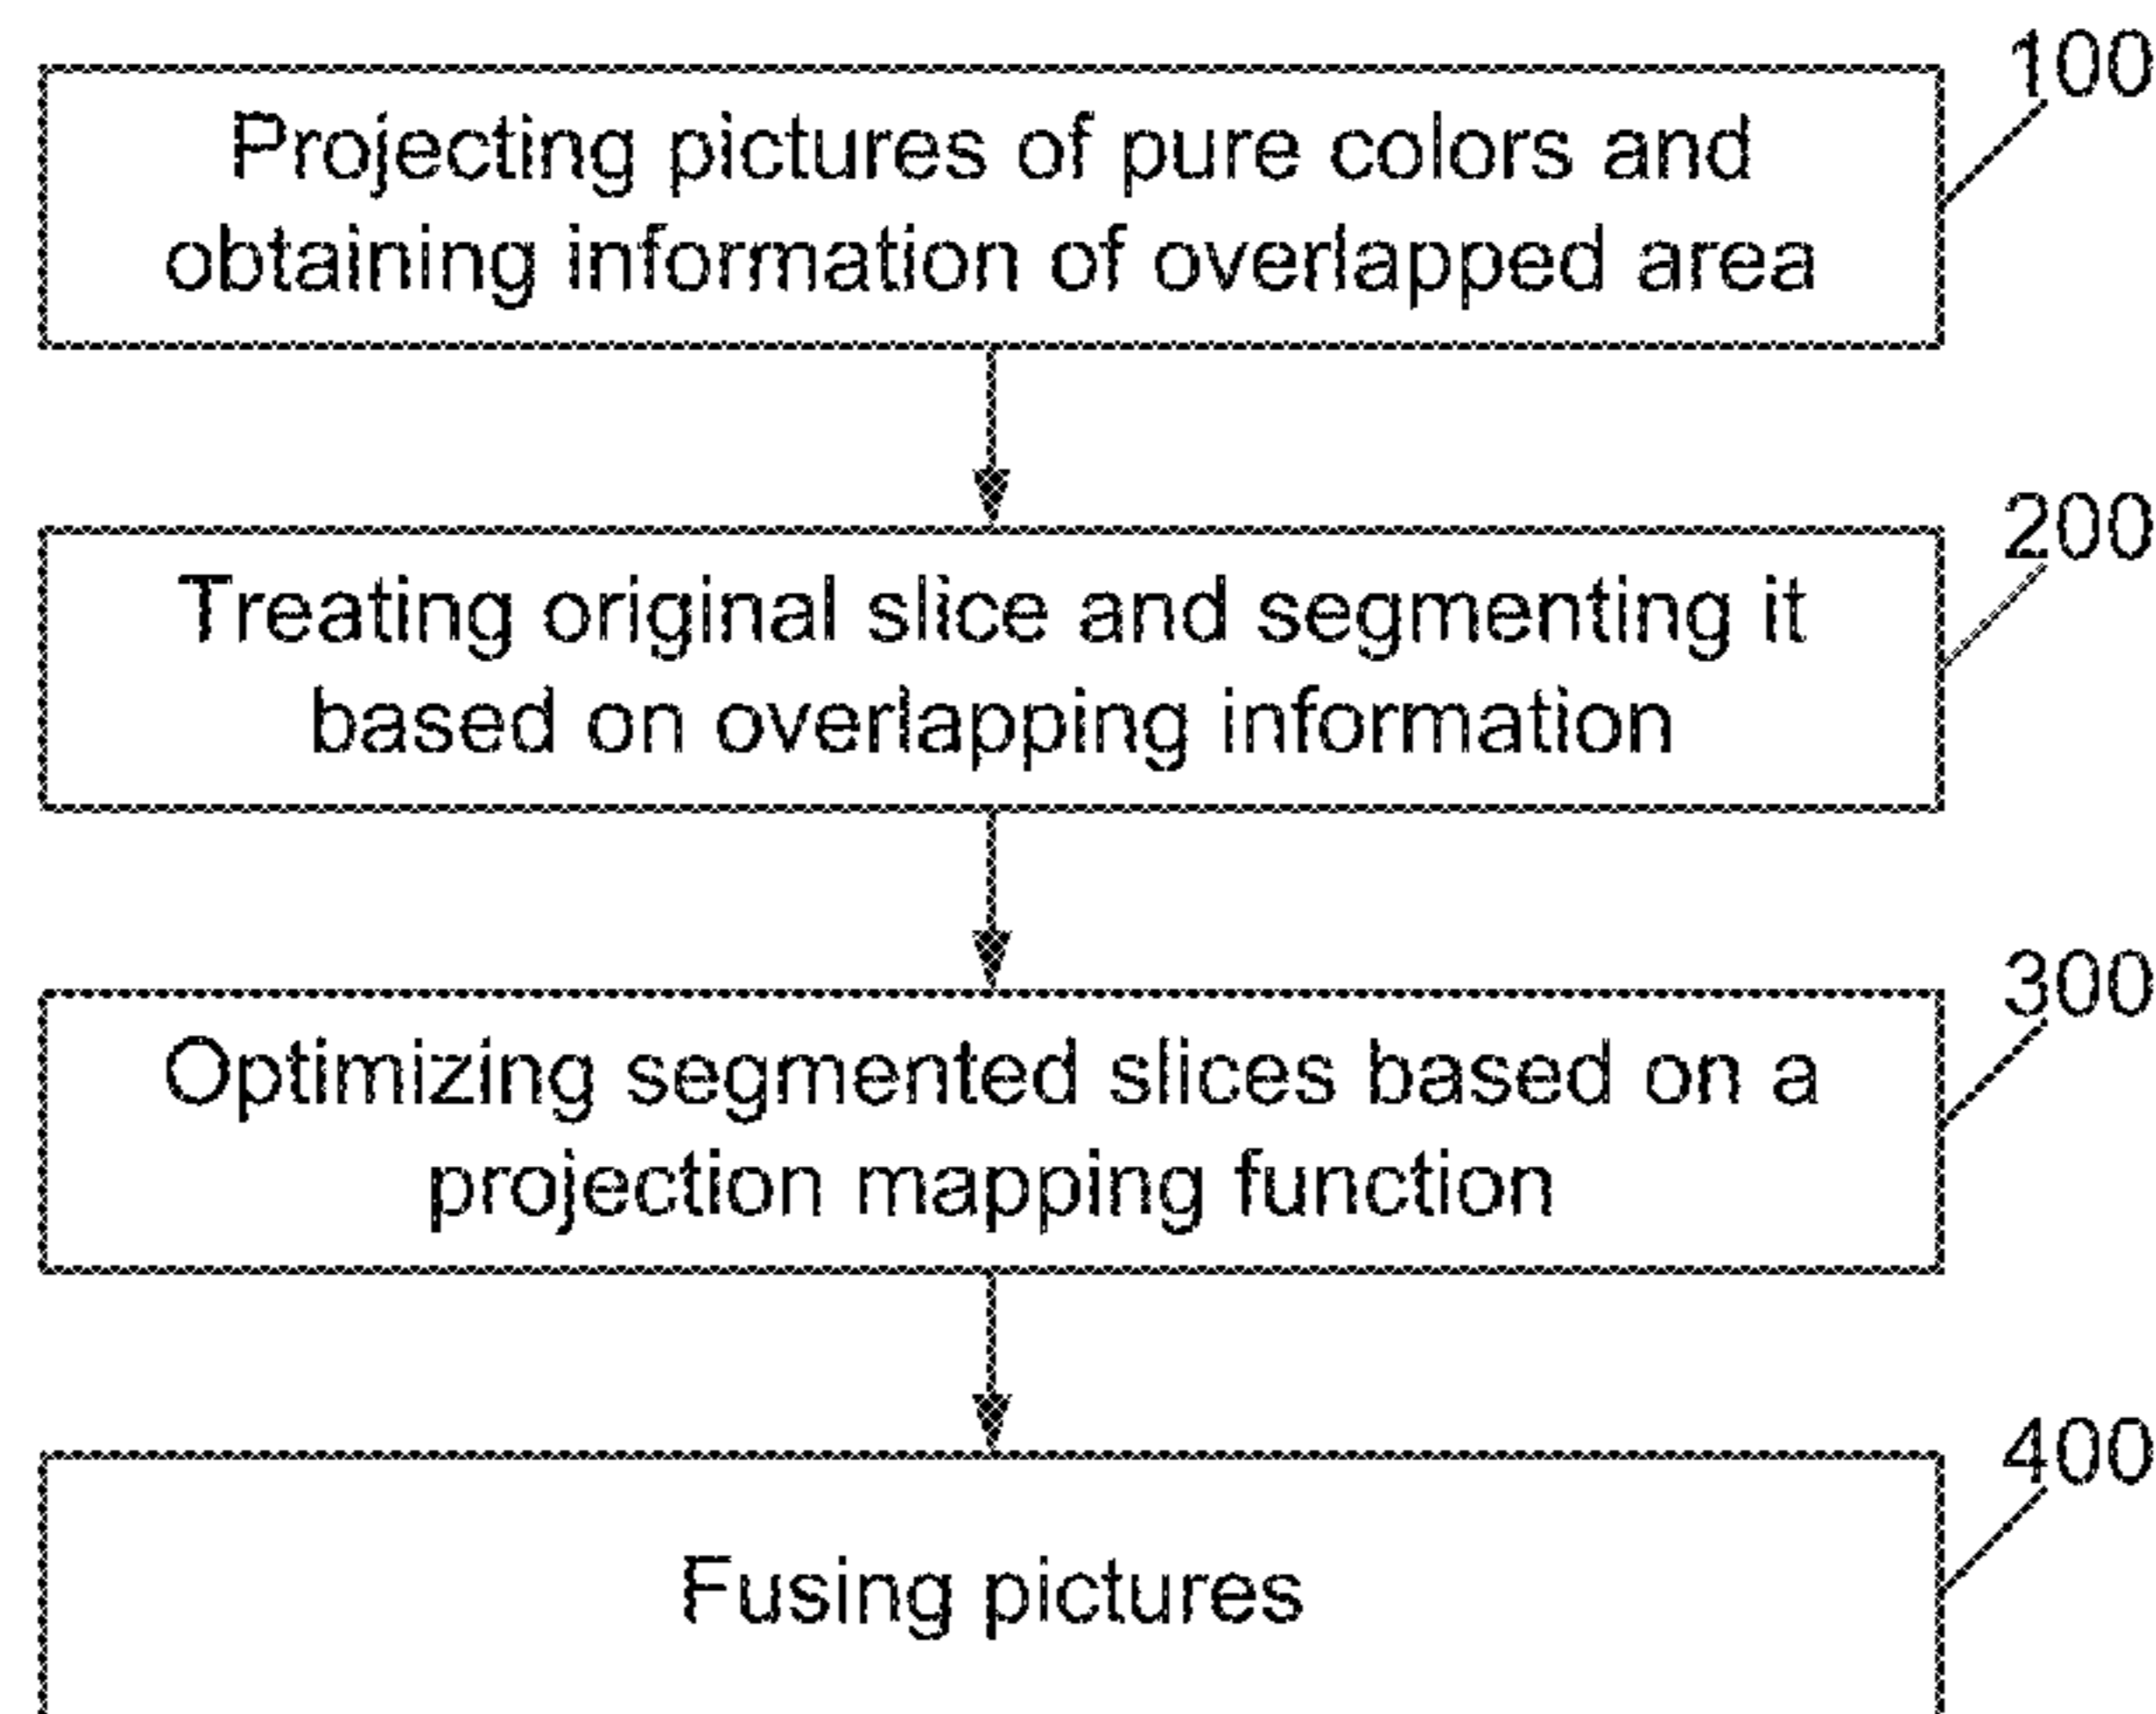 100
Projecting pictures of pure colors and
obtaining information of overlapped area
200
Treating original slice and segmenting it
based on overlapping information
300
Optimizing segmented slices based on a
projection mapping function
400
Fusing pictures